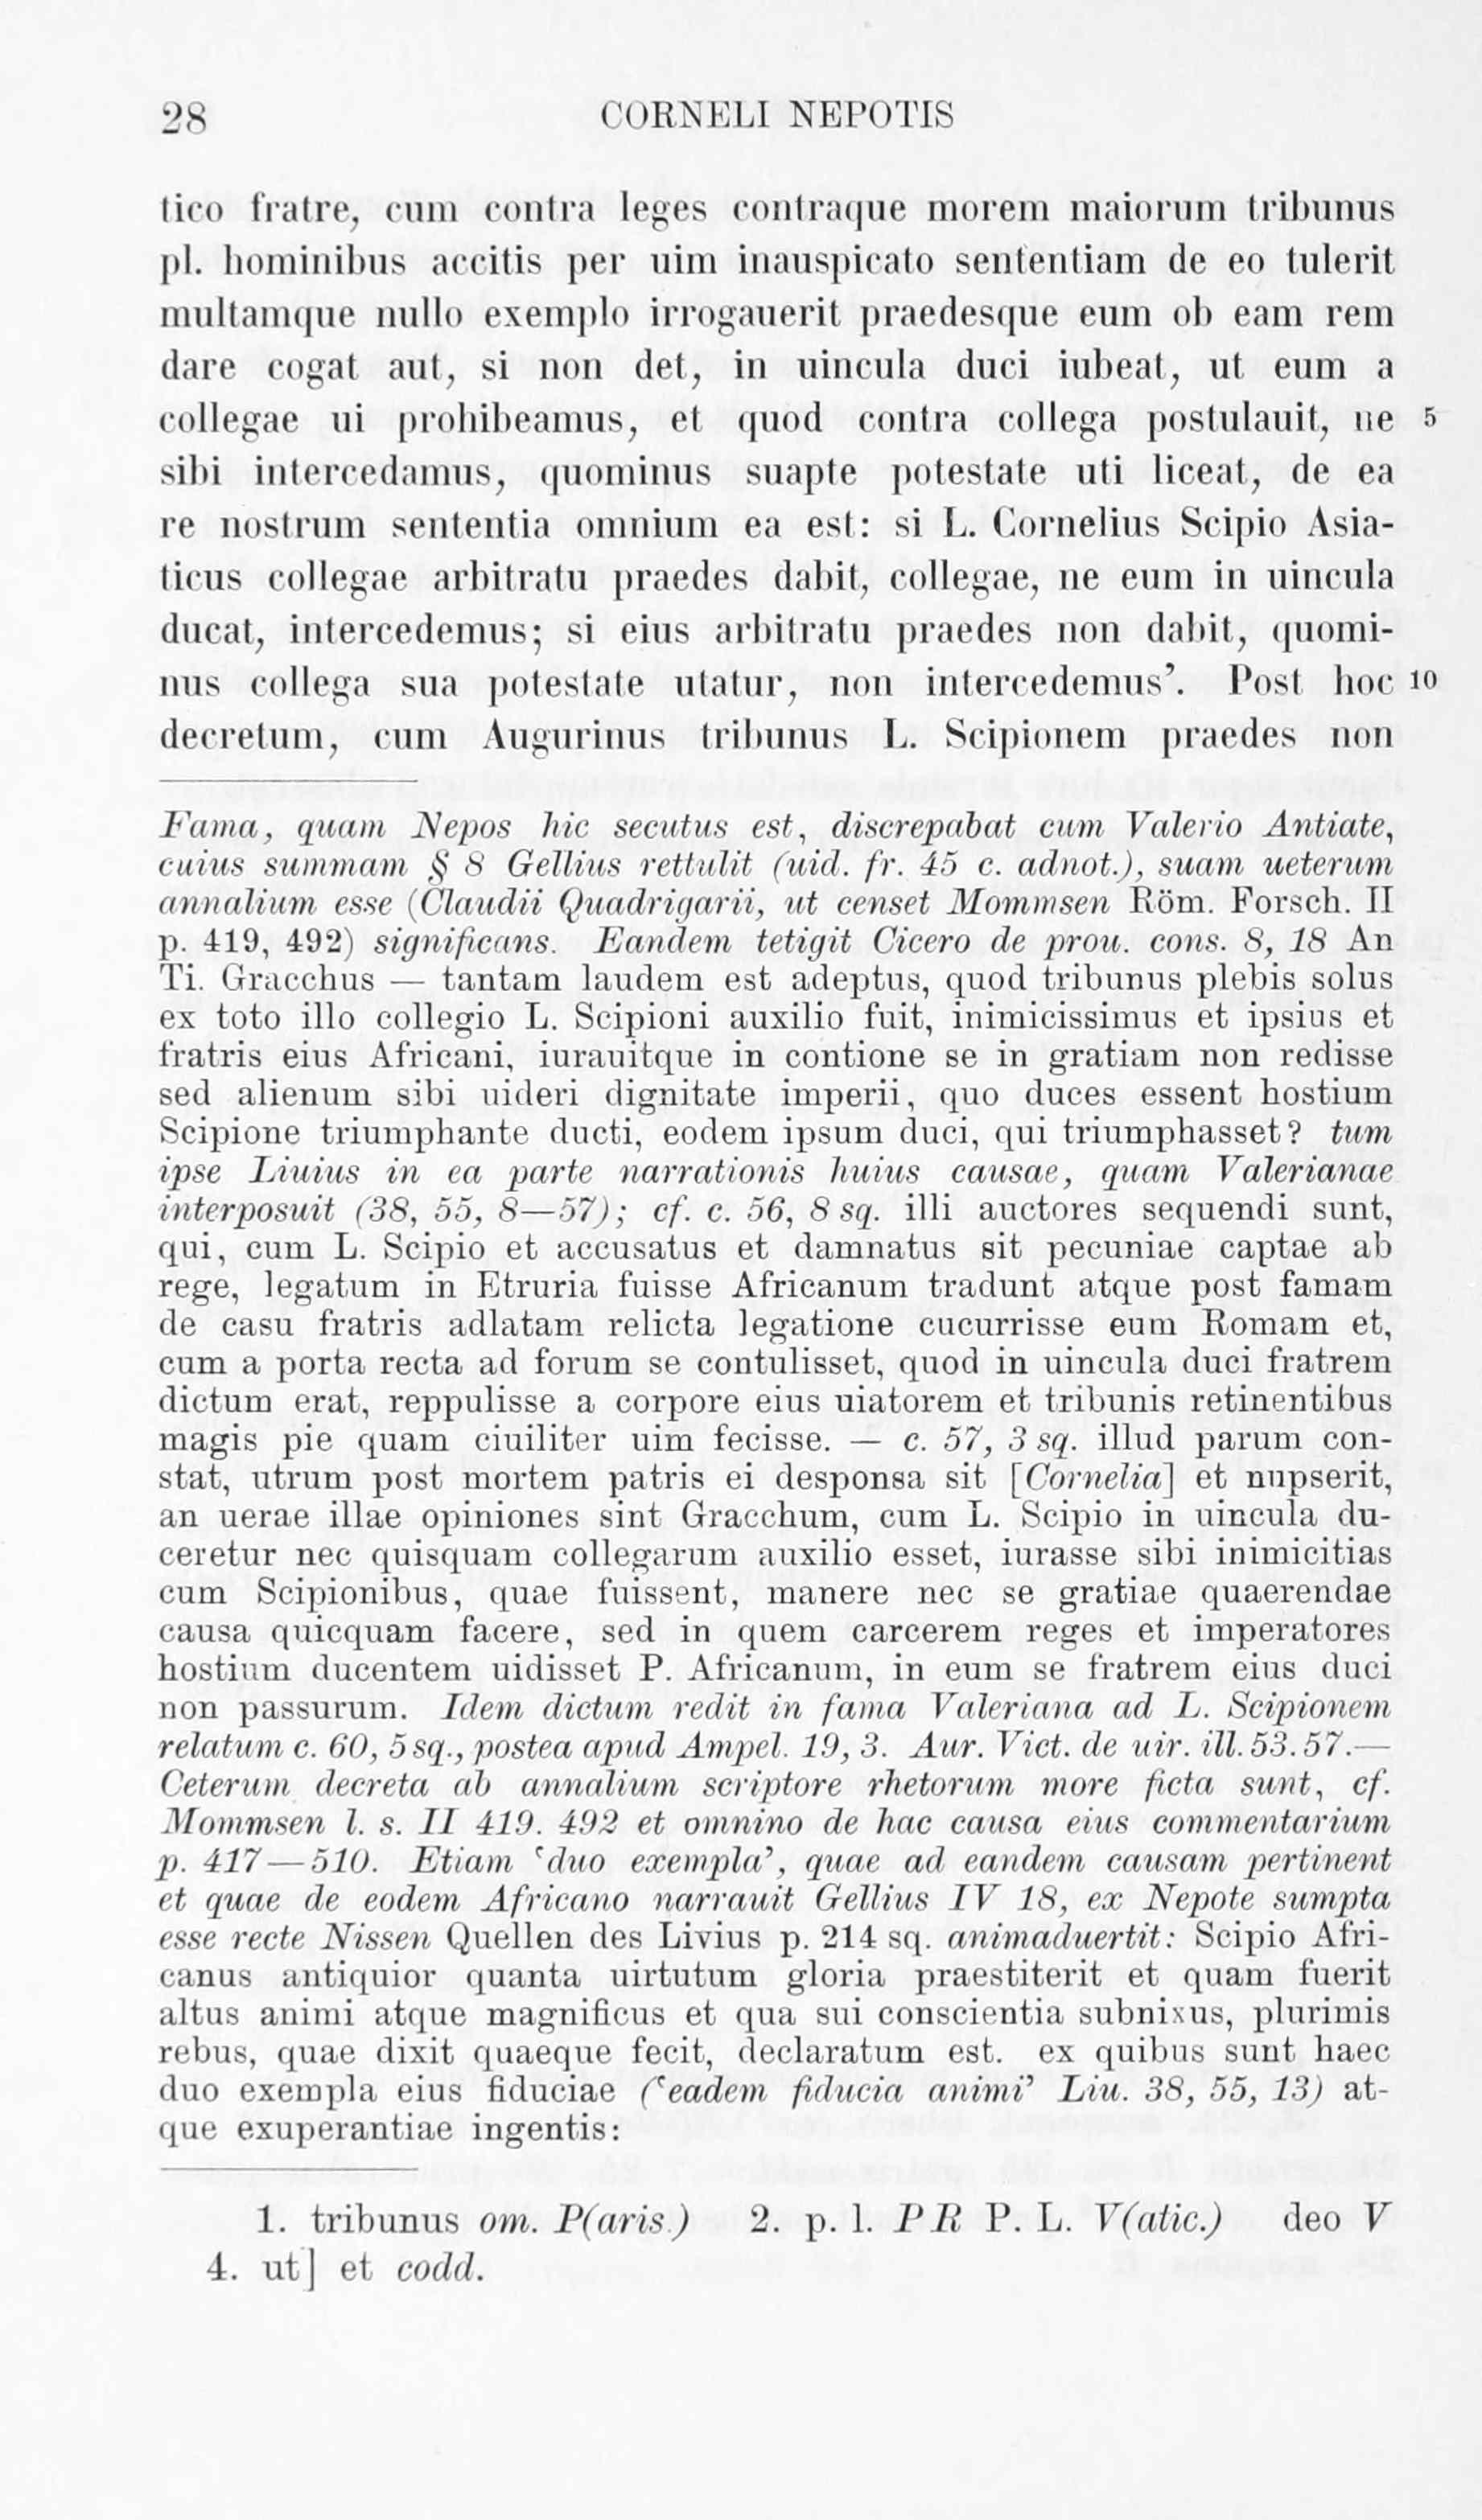 28 CORNELI NEPOTIS
tico fratre, cum contra leges contraque morem maiorum tribunus
pl. hominibus accitis per uim inauspicato sententiam de eo tulerit
multamque nullo exemplo irrogauerit praedesque eum ob eam rem
dare cogat aut, si non det, in uincula duci iubeat, ut eum a
collegae ui prohibeamus, et quod contra collega postulauit, ne 5
sibi intercedamus, quominus suapte potestate uti liceat, de ea
re nostrum sententia omnium ea est: si L. Cornelius Scipio Asia-
ticus collegae arbitratu praedes dabit, collegae, ne eum in uincula
ducat, intercedemus; si eius arbitratu praedes non dabit, quomi-
nus collega sua potestate utatur, non intercedemus’. Post hoc 10
decretum, cum Augurinus tribunus L. Scipionem praedes non
Fama, quam Nepos hic secutus est, discrepabat cum Valerio Antiate,
cuius summam § 8 Gellius rettulit (uid. fr. 45 c. adnot.), suam ueterum
annalium esse (Claudii Quadrigarii, ut censet Mommsen Röm. Forsch. II
p. 419, 492) significans. Eandem tetigit Cicero de prou. cons. 8, 18 An
Ti. Gracchus — tantam laudem est adeptus, quod tribunus plebis solus
ex toto illo collegio L. Scipioni auxilio fuit, inimicissimus et ipsius et
fratris eius Africani, iurauitque in contione se in gratiam non redisse
sed alienum sibi uideri dignitate imperii, quo duces essent hostium
Scipione triumphante ducti, eodem ipsum duci, qui triumphasset? tum
ipse Liuius in ea parte narrationis huius causae, quam Valerianae
interposuit (38, 55, 8—57); cf. c. 56, 8 sq. illi auctores sequendi sunt,
qui, cum L. Scipio et accusatus et damnatus sit pecuniae captae ab
rege, legatum in Etruria fuisse Africanum tradunt atque post famam
de casu fratris adlatam relicta legatione cucurrisse eum Romam et,
cum a porta recta ad forum se contulisset, quod in uincula duci fratrem
dictum erat, reppulisse a corpore eius uiatorem et tribunis retinentibus
magis pie quam ciuiliter uim fecisse. — c. 57, 3 sq. illud parum con-
stat, utrum post mortem patris ei desponsa sit [Cornelia] et nupserit,
an uerae illae opiniones sint Gracchum, cum L. Scipio in uincula du-
ceretur nec quisquam collegarum auxilio esset, iurasse sibi inimicitias
cum Scipionibus, quae fuissent, manere nec se gratiae quaerendae
causa quicquam facere, sed in quem carcerem reges et imperatores
hostium ducentem uidisset P. Africanum, in eum se fratrem eius duci
non passurum. Idem dictum redit in fama Valeriana ad L. Scipionem
relatum c. 60, 5 sq., postea apud Ampel. 19, 3. Aur. Vict. de uir. ill. 53. 57.—
Ceterum decreta ab annalium scriptore rhetorum more ficta sunt, cf.
Mommsen l. s. II 419. 492 et omnino de hac causa eius commentarium
p. 417—510. Etiam ‘duo exempla’, quae ad eandem causam pertinent
et quae de eodem Africano narrauit Gellius IV 18, ex Nepote sumpta
esse recte Nissen Quellen des Livius p. 214 sq. animaduertit: Scipio Afri-
canus antiquior quanta uirtutum gloria praestiterit et quam fuerit
altus animi atque magnificus et qua sui conscientia subnixus, plurimis
rebus, quae dixit quaeque fecit, declaratum est. ex quibus sunt haec
duo exempla eius fiduciae (‘eadem fiducia animi’ Liu. 38, 55, 13) at-
que exuperantiae ingentis:
1. tribunus om. P(aris.) 2. p. l. P R P. L. V(atic.) deo V
4. ut] et codd.